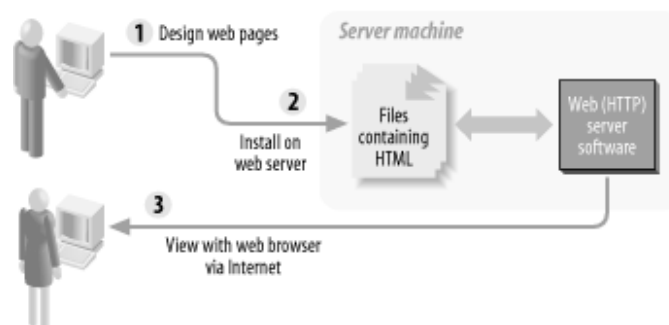 1 Design web pages
Server machine
2
Install on
web server
Files
containing
HTML
Web (HTTP)
server
software
3
View with web browser
via Internet